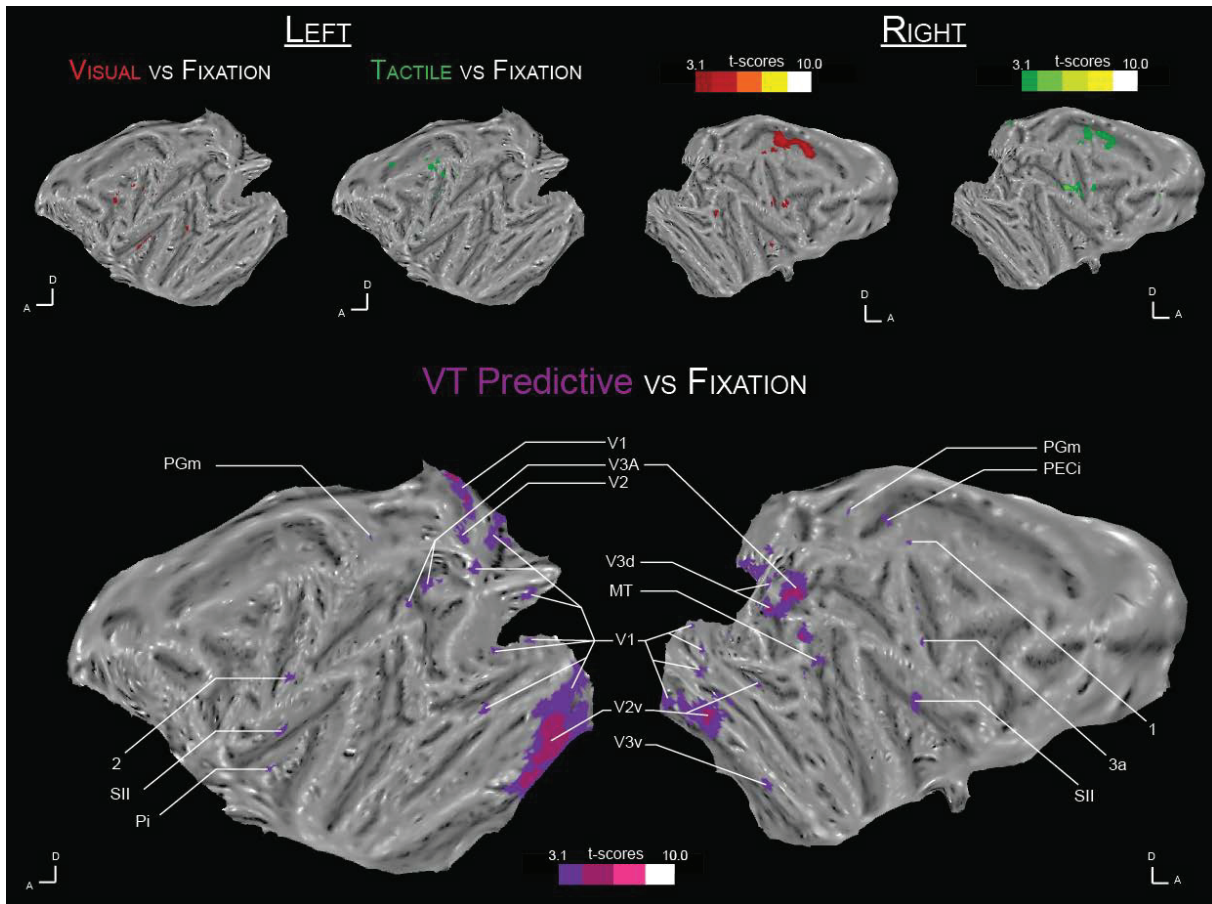 LEFT
RIGHT
VISUAL VS FIXATION
TACTILE VS FIXATION
3.1 t-scores 10.0
3.1 t-scores 10.0
D
A
D
A
D
A
D
A
VT Predictive VS FIXATION
V1
PGm
PGm
V3A
PECi
V2
V3d
MT
V1
V2v
V3v
2
SII
Pi
1
3a
SII
3.1 t-scores 10.0
D
A
D
A